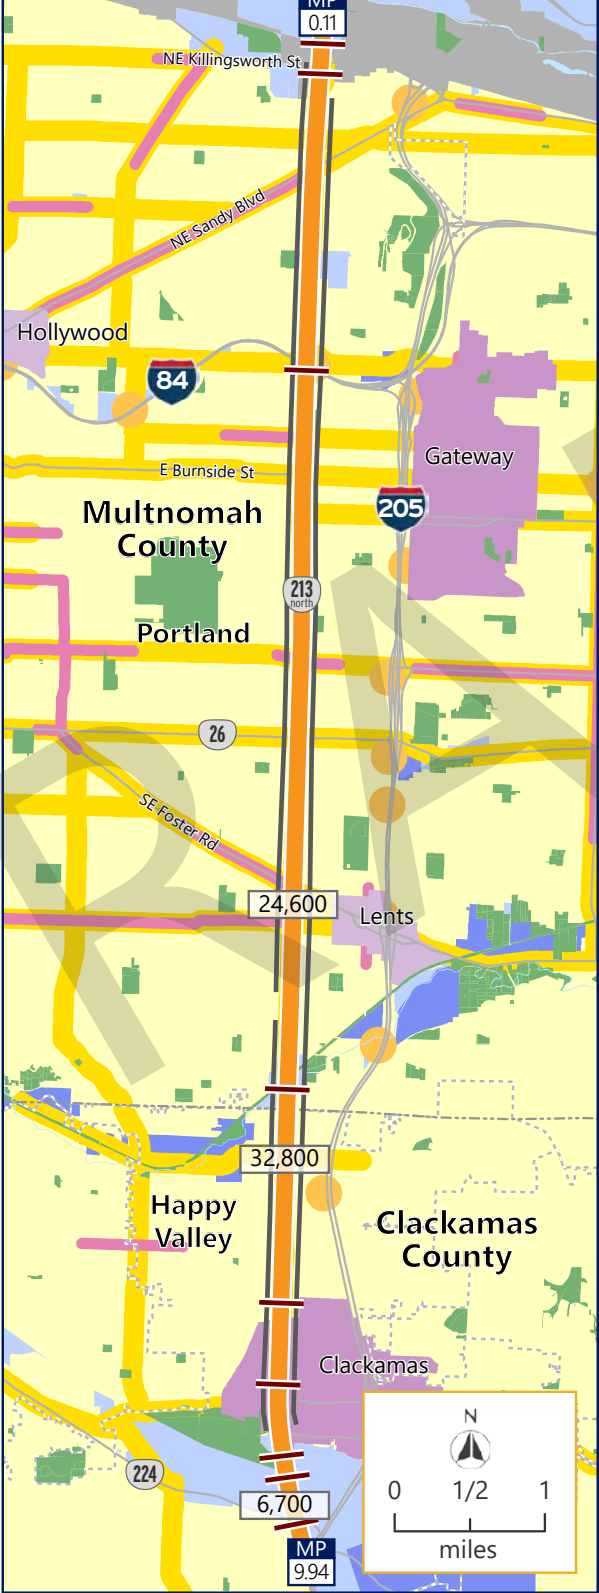 MP
0.11
NE Killingsworth St
NE Sandy Blvd
Hollywood
84
Gateway
E Burnside St
205
Multnomah
County
213
north
Portland
26
SE Foster Rd
24,600
Lents
32,800
Happy
Valley
Clackamas
County
Clackamas
N
0 1/2 1
miles
224
6,700
MP
9.94
R A